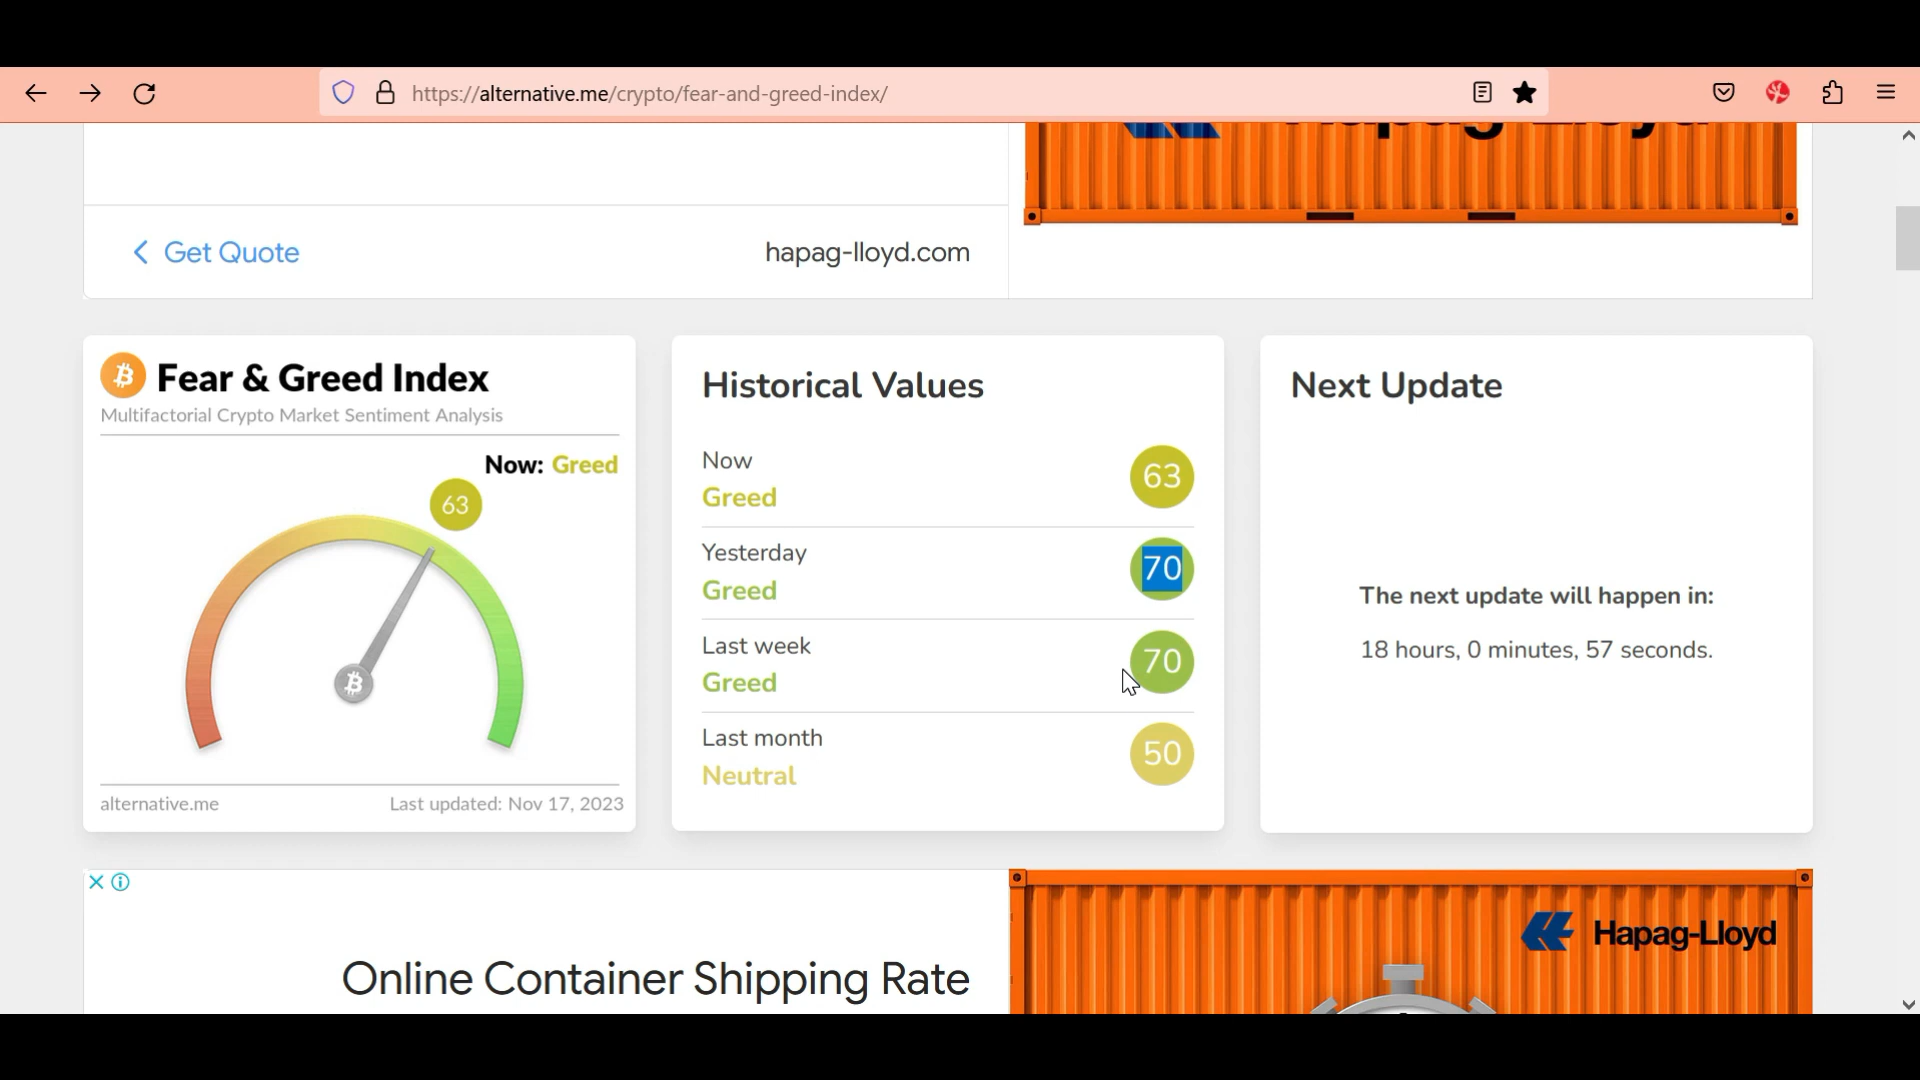 https://alternative.me/crypto/fear-and-greed-index/
Get Quote
hapag-lloyd.com
Fear & Greed Index
Multifactorial Crypto Market Sentiment Analysis
Now: Greed
63
alternative.me
Last updated: Nov 17, 2023
Historical Values
Now
Greed
63
Yesterday
Greed
70
Last week
Greed
70
Last month
Neutral
50
Next Update
The next update will happen in:
18 hours, 0 minutes, 57 seconds.
Online Container Shipping Rate
Hapag-Lloyd